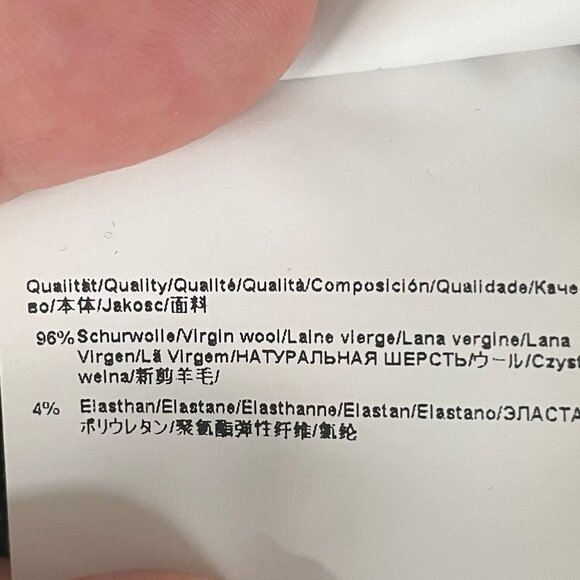 Qualität/Quality/Qualité/Qualità/Composición/Qualidade/Каче
во/本体/Jakosc/面料
96% Schurwolle/Virgin wool/Laine vierge/Lana vergine/Lana
Virgen/Lã Virgem/НАТУРАЛЬНАЯ ШЕРСТЬ/ウール/Czyst
welna/新剪羊毛/
4% Elasthan/Elastane/Elasthanne/Elastan/Elastano/ЭЛАСТА
ポリウレタン/聚氨酯弹性纤维/氨纶